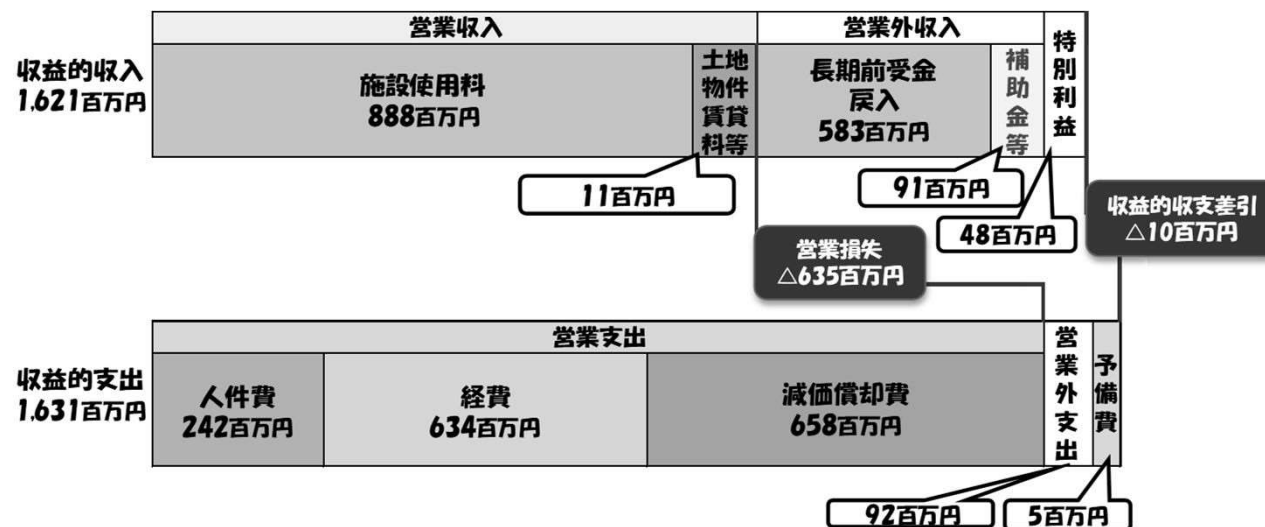 営業収入
営業外収入
特別利益
収益的収入
1,621百万円
施設使用料
888百万円
土地
物件
賃貸
料等
長期前受金
戻入
583百万円
補助金等
11百万円
91百万円
48百万円
収益的収支差引
△10百万円
営業損失
△635百万円
営業支出
営業外支出
予備費
収益的支出
1,631百万円
人件費
242百万円
経費
634百万円
減価償却費
658百万円
92百万円
5百万円